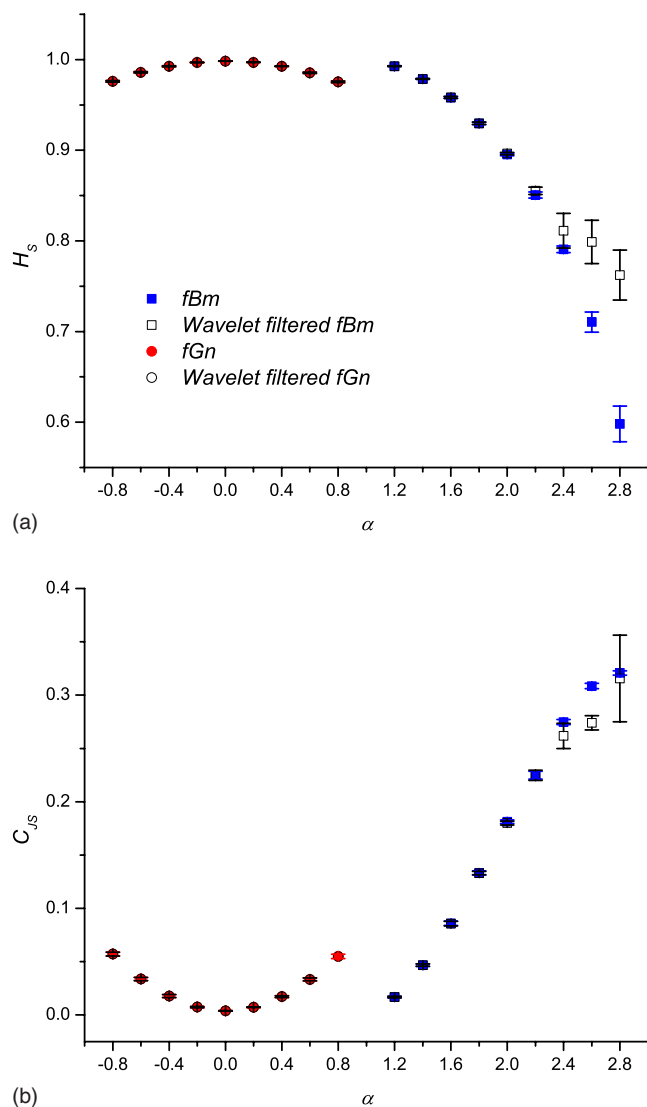 1.0
0.9
0.8
0.7
0.6
H_S
fBm
Wavelet filtered fBm
fGn
Wavelet filtered fGn
-0.8 -0.4 0.0 0.4 0.8 1.2 1.6 2.0 2.4 2.8
(a)
α
0.4
0.3
0.2
0.1
0.0
C_JS
-0.8 -0.4 0.0 0.4 0.8 1.2 1.6 2.0 2.4 2.8
(b)
α